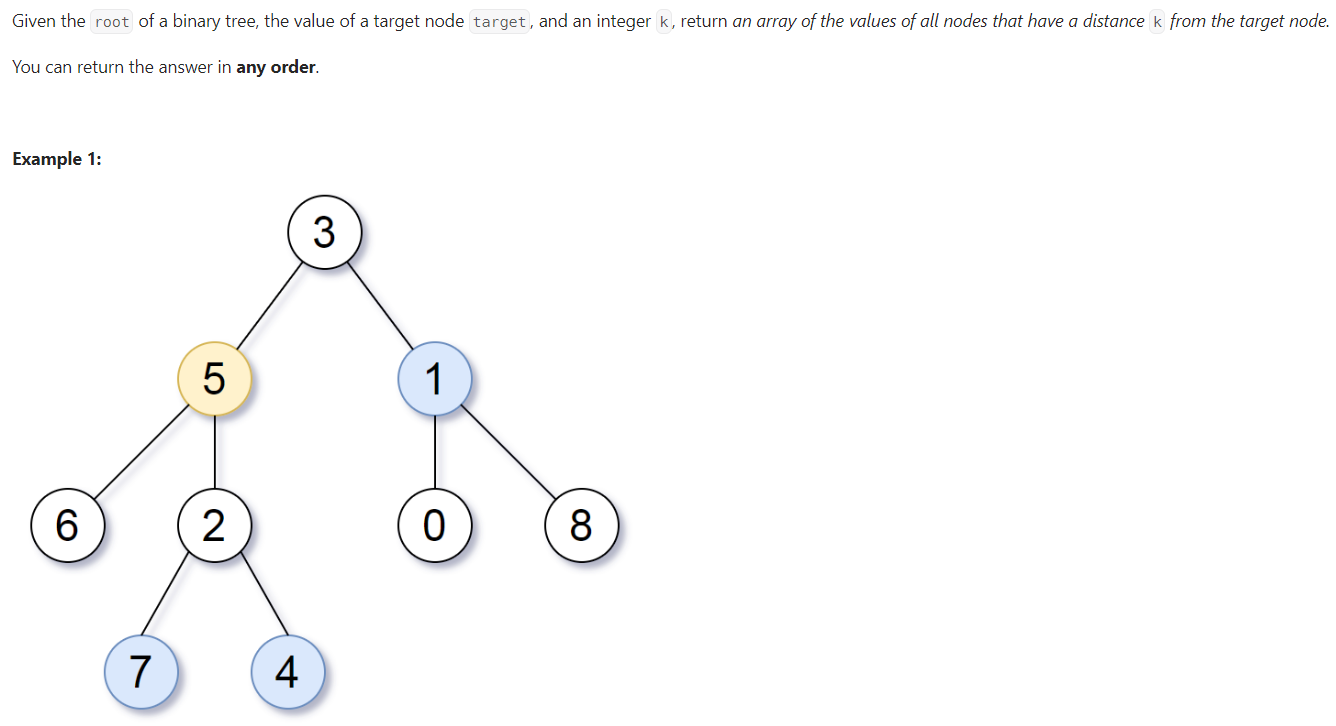 Given the root of a binary tree, the value of a target node target, and an integer k, return an array of the values of all nodes that have a distance k from the target node.
You can return the answer in any order.
Example 1:
3
5 1
6 2 0 8
7 4